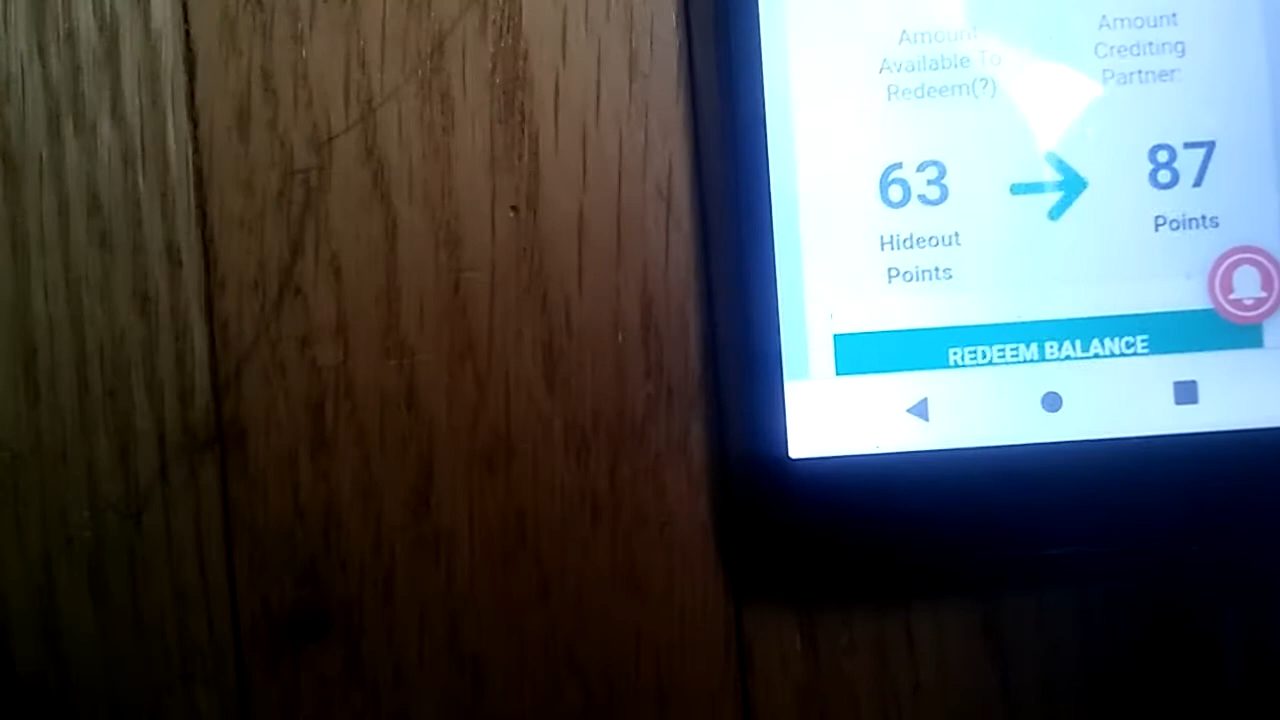 Amount
Available To
Redeem(?)
63
Hideout
Points
Amount
Crediting
Partner:
87
Points
REDEEM BALANCE